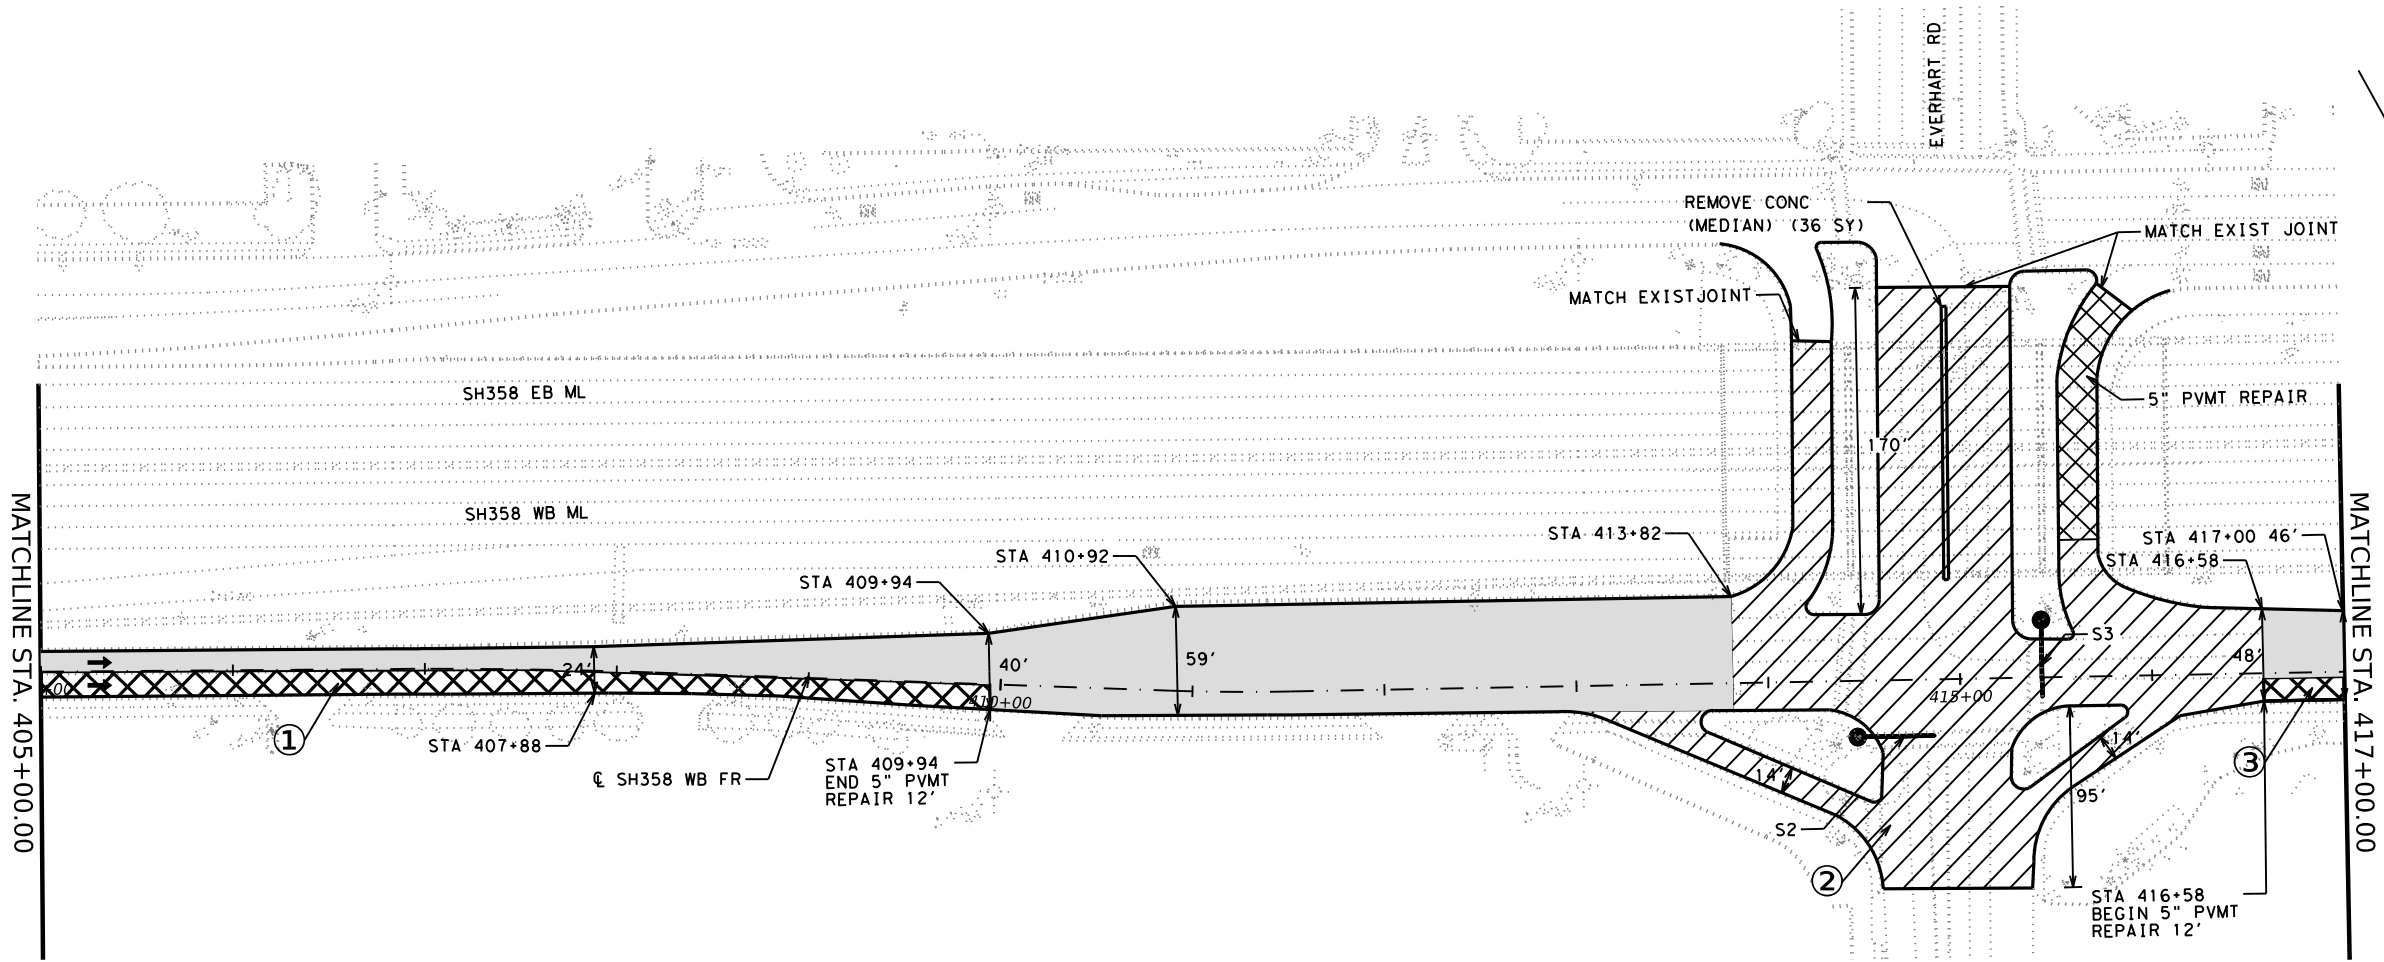 EVERHART RD
REMOVE CONC
(MEDIAN) (36 SY)
MATCH EXIST JOINT
MATCH EXISTJOINT
SH358 EB ML
5" PVMT REPAIR
170'
MATCHLINE STA. 405+00.00
SH358 WB ML
STA 413+82
STA 417+00 46'
STA 410+92
STA 416+58
STA 409+94
MATCHLINE STA. 417+00.00
S3
24'
40'
59'
48'
+00
410+00
415+00
1
STA 407+88
℄ SH358 WB FR
STA 409+94
END 5" PVMT
REPAIR 12'
14'
14'
3
95'
S2
2
STA 416+58
BEGIN 5" PVMT
REPAIR 12'